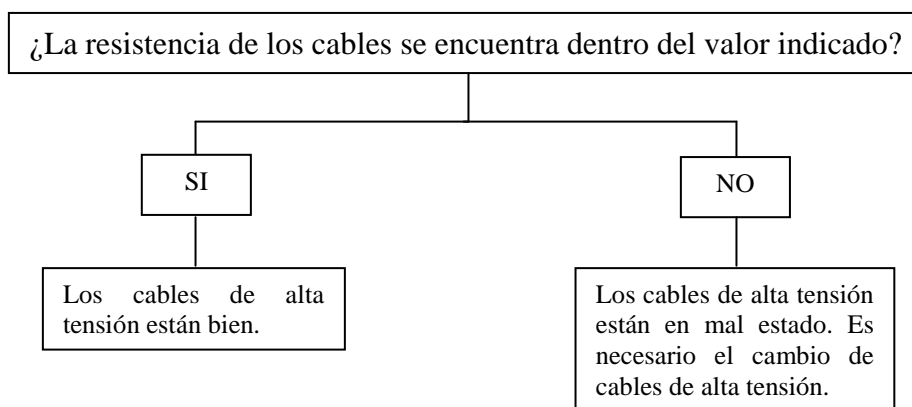 ¿La resistencia de los cables se encuentra dentro del valor indicado?
SI
NO
Los cables de alta
tensión están bien.
Los cables de alta tensión
están en mal estado. Es
necesario el cambio de
cables de alta tensión.